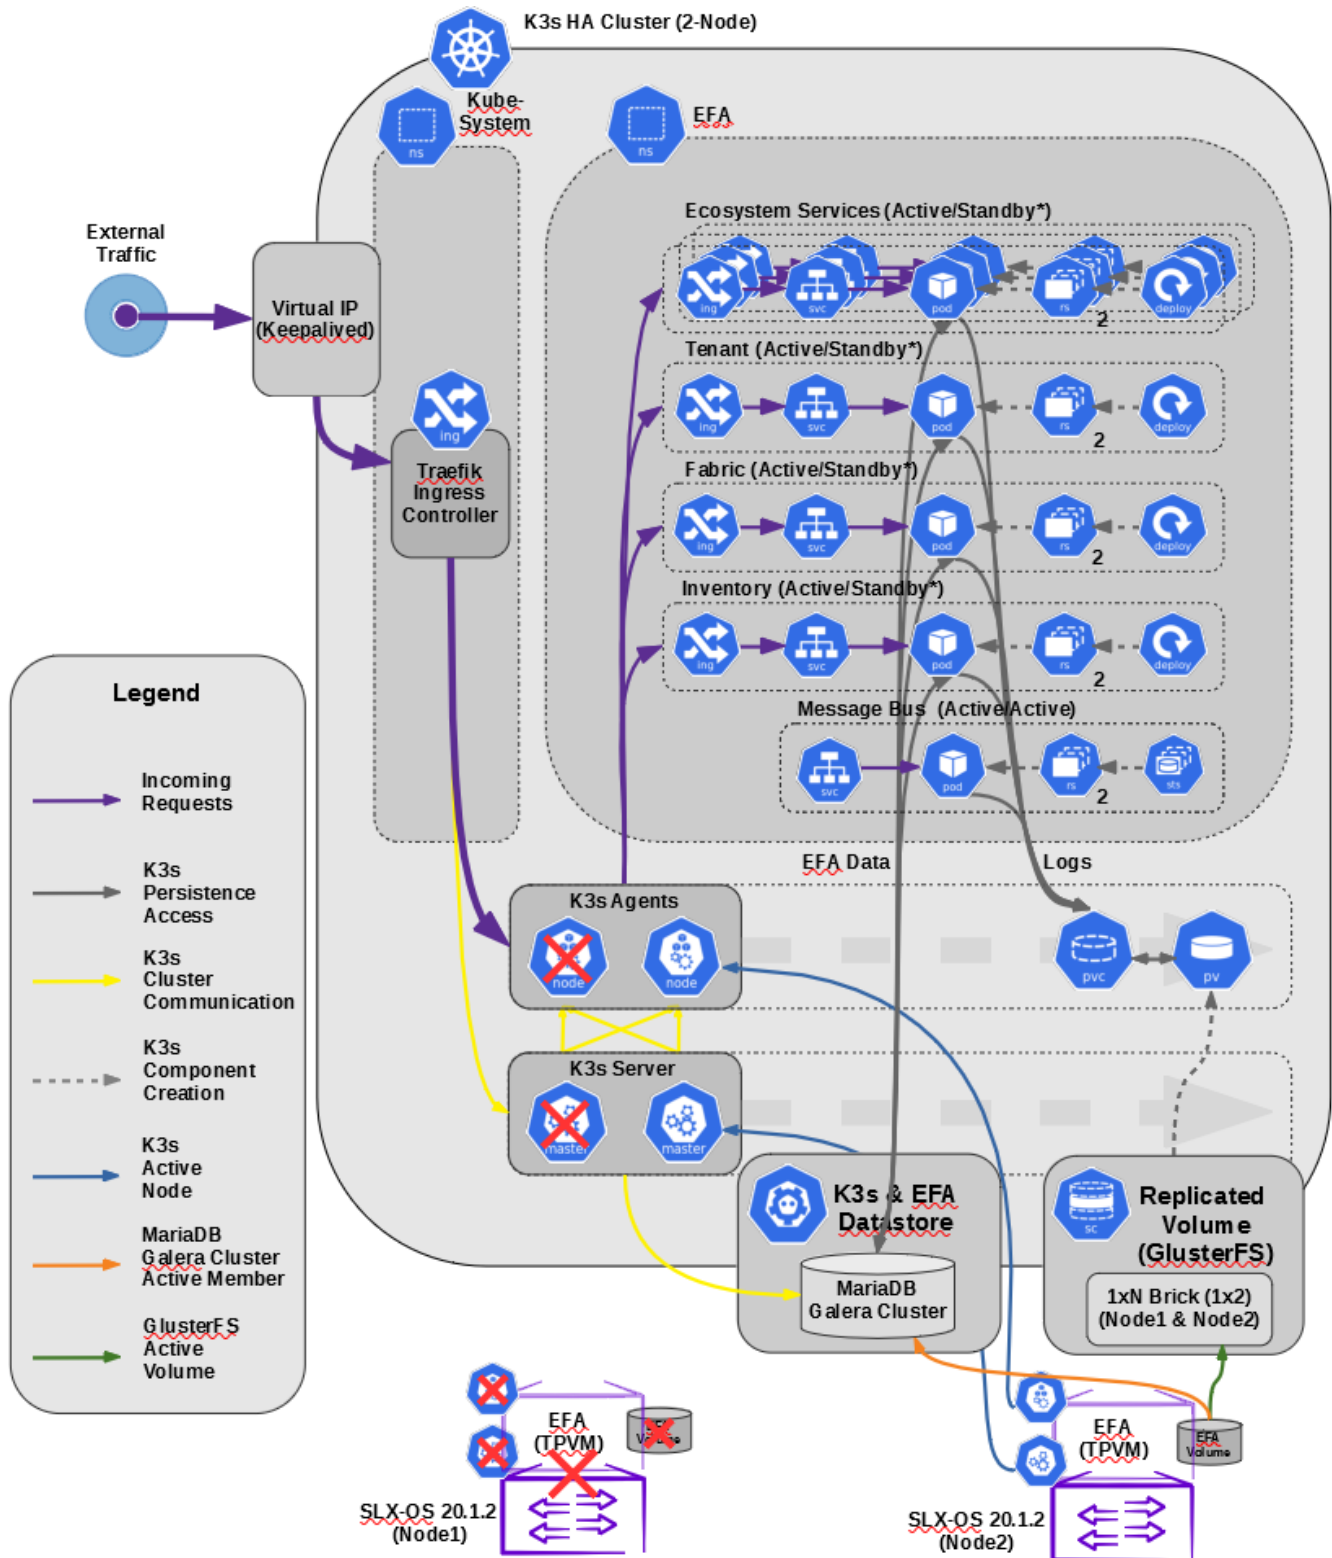 K3s HA Cluster (2-Node)
Kube-
System
ns
EFA
ns
External
Traffic
Virtual IP
(Keepalived)
ing
Traefik
Ingress
Controller
Ecosystem Services (Active/Standby*)
ing
svc
pod
rs
2
deploy
Tenant (Active/Standby*)
ing
svc
pod
rs
2
deploy
Fabric (Active/Standby*)
ing
svc
pod
rs
2
deploy
Inventory (Active/Standby*)
ing
svc
pod
rs
2
deploy
Message Bus (Active/Active)
svc
pod
rs
2
sts
EFA Data
Logs
K3s Agents
node
node
pvc
pv
K3s Server
master
master
K3s & EFA
Datastore
MariaDB
Galera Cluster
sc
Replicated
Volume
(GlusterFS)
1xN Brick (1x2)
(Node1 & Node2)
Legend
Incoming
Requests
K3s
Persistence
Access
K3s
Cluster
Communication
K3s
Component
Creation
K3s
Active
Node
MariaDB
Galera Cluster
Active Member
GlusterFS
Active
Volume
EFA
(TPVM)
EFA
Volume
SLX-OS 20.1.2
(Node1)
EFA
(TPVM)
EFA
Volume
SLX-OS 20.1.2
(Node2)